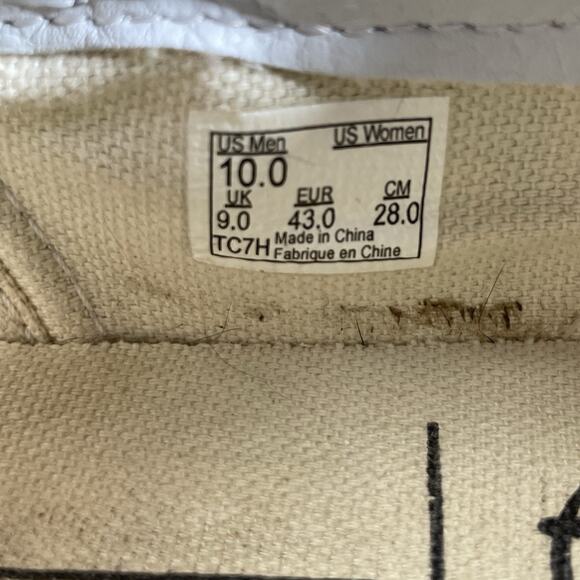 US Men US Women
10.0
UK EUR CM
9.0 43.0 28.0
TC7H Made in China
Fabrique en Chine